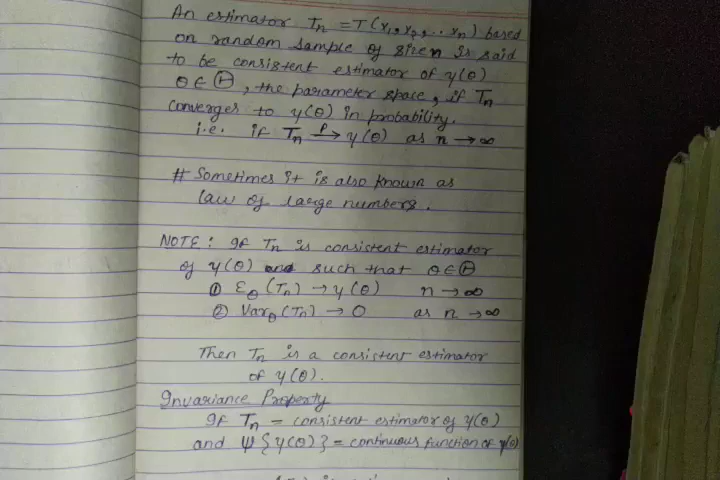 An estimator Tn = T(x1, x2, .. xn) based
on random sample of size n is said
to be consistent estimator of γ(θ)
θ ∈ Θ, the parameter space, if Tn
converges to γ(θ) in probability.
i.e. if Tn P→ γ(θ) as n → ∞
# Sometimes it is also known as
law of large numbers.
NOTE: If Tn is consistent estimator
of γ(θ) and such that θ ∈ Θ
① Eθ(Tn) → γ(θ) n → ∞
② Varθ(Tn) → 0 as n → ∞
Then Tn is a consistent estimator
of γ(θ).
Invariance Property
If Tn = consistent estimator of γ(θ)
and ψ{γ(θ)} = continuous function of γ(θ)